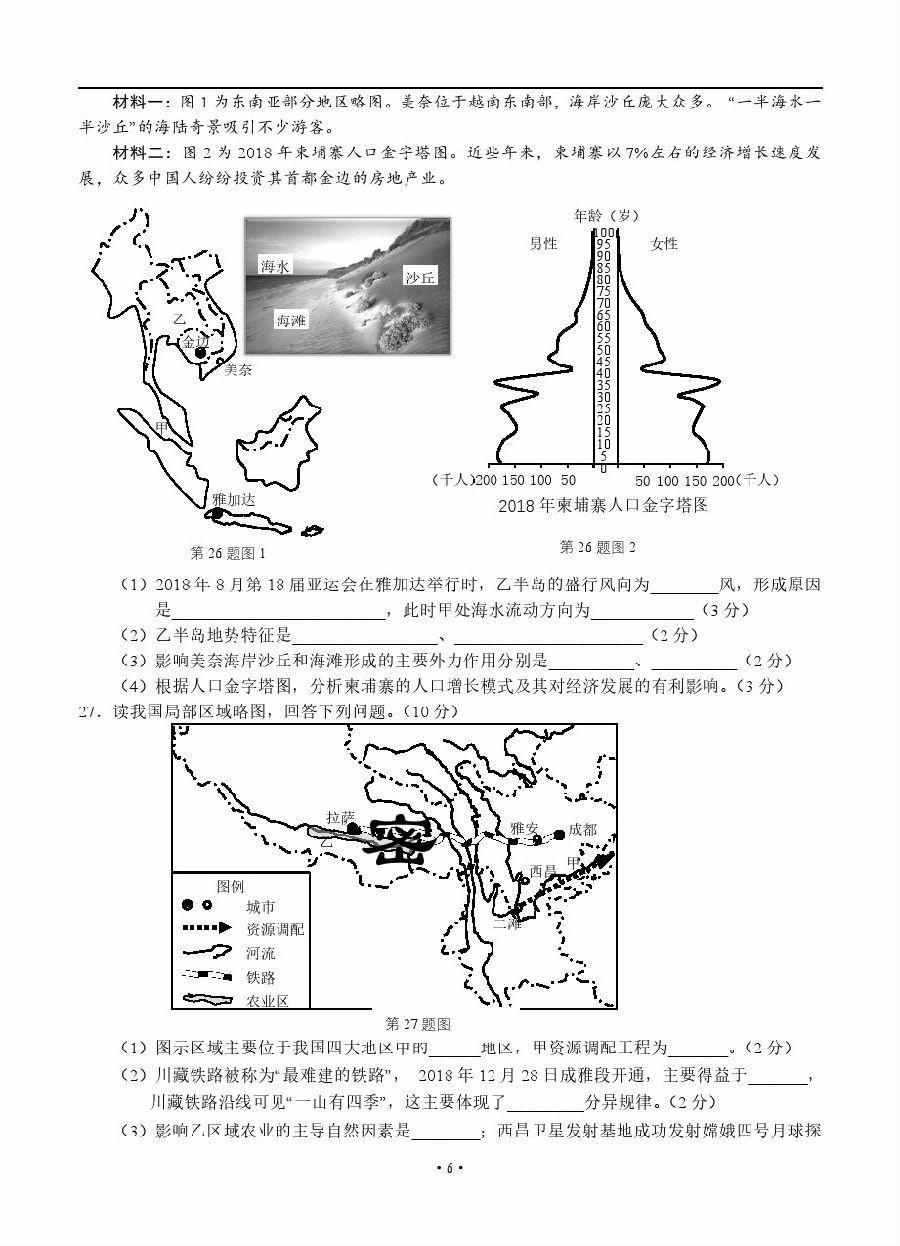 材料一：图 1 为东南亚部分地区略图。美奈位于越南东南部，海岸沙丘庞大众多。 “一半海水一
半沙丘”的海陆奇景吸引不少游客。
材料二：图 2 为 2018 年柬埔寨人口金字塔图。近些年来，柬埔寨以 7%左右的经济增长速度发
展，众多中国人纷纷投资其首都金边的房地产业。
乙
金边
美奈
甲
雅加达
海水
沙丘
海滩
第 26 题图 1
年龄（岁）
男性
女性
100
95
90
85
80
75
70
65
60
55
50
45
40
35
30
25
20
15
10
5
0
（千人）200 150 100 50
50 100 150 200（千人）
2018 年柬埔寨人口金字塔图
第 26 题图 2
（1）2018 年 8 月第 18 届亚运会在雅加达举行时，乙半岛的盛行风向为________风，形成原因
是________________________，此时甲处海水流动方向为____________（3 分）
（2）乙半岛地势特征是________________、______________________（2 分）
（3）影响美奈海岸沙丘和海滩形成的主要外力作用分别是__________、__________（2 分）
（4）根据人口金字塔图，分析柬埔寨的人口增长模式及其对经济发展的有利影响。（3 分）
27．读我国局部区域略图，回答下列问题。（10 分）
拉萨
乙
密
雅安
成都
西昌
甲
二滩
图例
城市
资源调配
河流
铁路
农业区
第 27 题图
（1）图示区域主要位于我国四大地区中的______地区，甲资源调配工程为_______。（2 分）
（2）川藏铁路被称为“最难建的铁路”， 2018 年 12 月 28 日成雅段开通，主要得益于_______，
川藏铁路沿线可见“一山有四季”，这主要体现了_________分异规律。（2 分）
（3）影响乙区域农业的主导自然因素是________；西昌卫星发射基地成功发射嫦娥四号月球探
· 6 ·